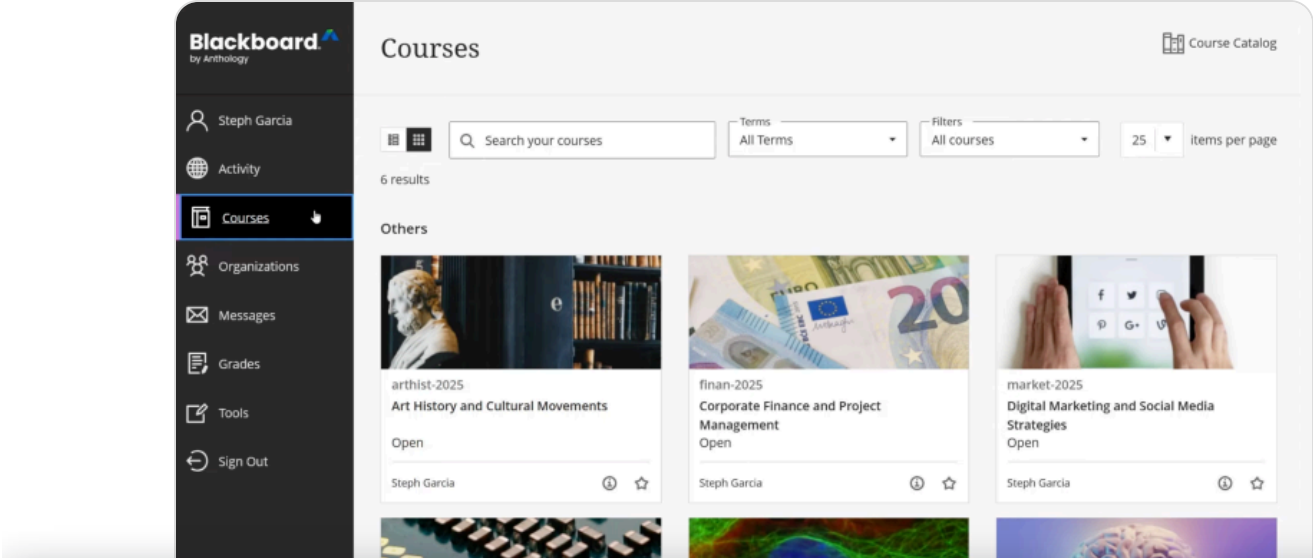 Blackboard
by Anthology
Courses
Course Catalog
Steph Garcia
Activity
Courses
Organizations
Messages
Grades
Tools
Sign Out
Search your courses
Terms
All Terms
Filters
All courses
25
items per page
6 results
Others
e
EURO
20
f
G+
arthist-2025
Art History and Cultural Movements
Open
Steph Garcia
finan-2025
Corporate Finance and Project
Management
Open
Steph Garcia
market-2025
Digital Marketing and Social Media
Strategies
Open
Steph Garcia